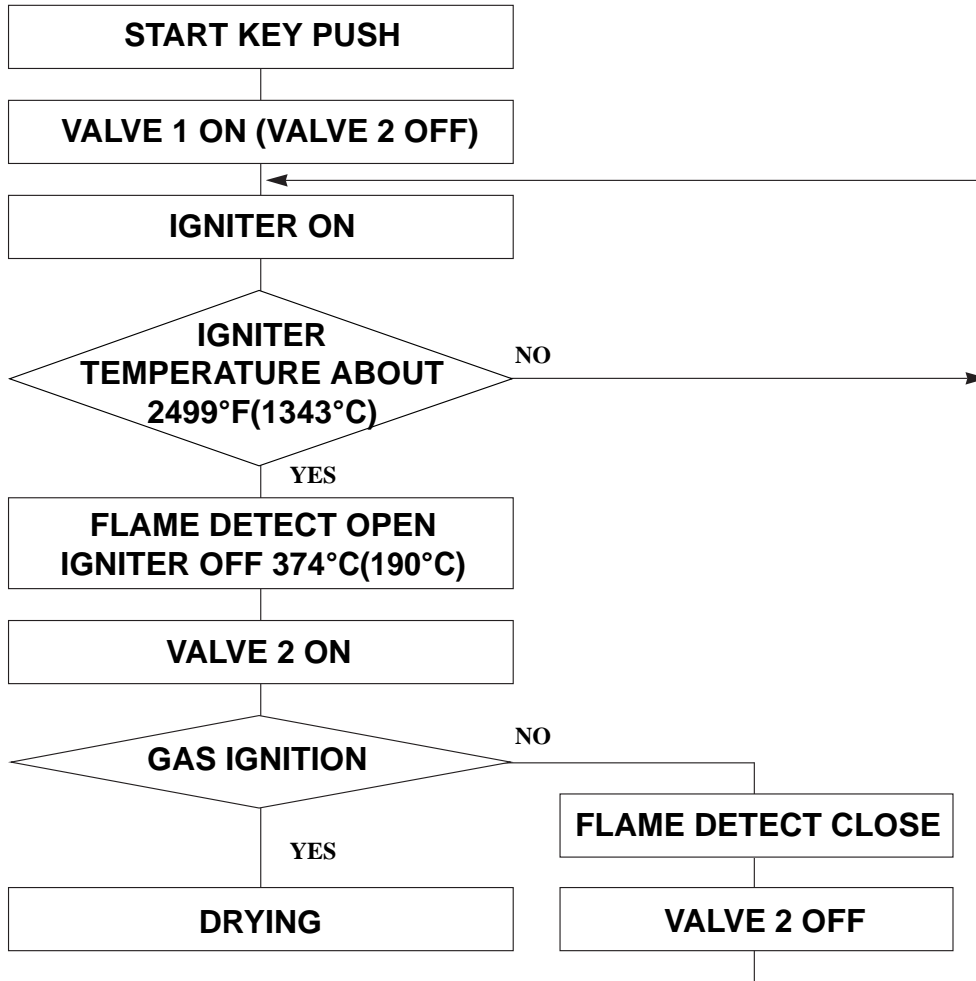 START KEY PUSH
VALVE 1 ON (VALVE 2 OFF)
IGNITER ON
IGNITER
TEMPERATURE ABOUT
2499°F(1343°C)
NO
YES
FLAME DETECT OPEN
IGNITER OFF 374°C(190°C)
VALVE 2 ON
GAS IGNITION
NO
FLAME DETECT CLOSE
YES
DRYING
VALVE 2 OFF